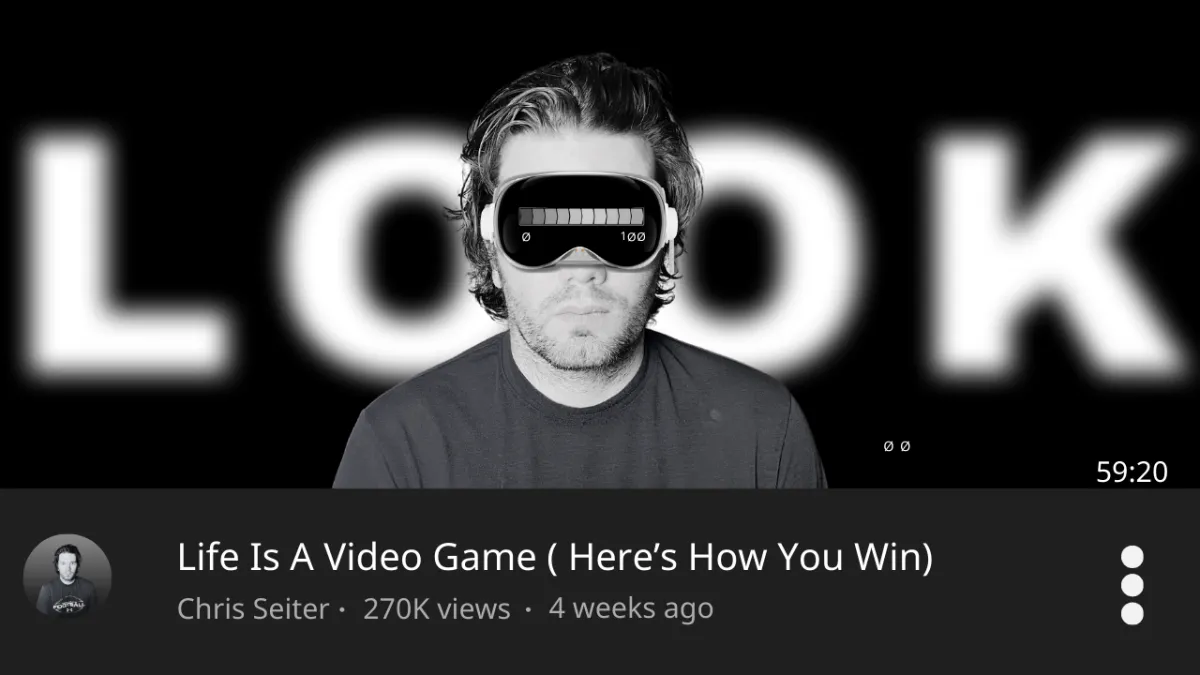 LOOK
Ø 1ØØ
Ø Ø
59:20
Life Is A Video Game ( Here’s How You Win)
Chris Seiter · 270K views · 4 weeks ago